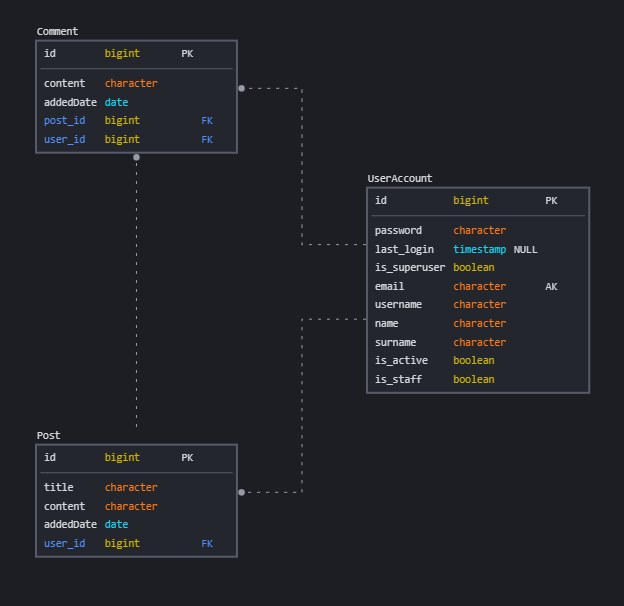 Comment
id bigint PK
content character
addedDate date
post_id bigint FK
user_id bigint FK
UserAccount
id bigint PK
password character
last_login timestamp NULL
is_superuser boolean
email character AK
username character
name character
surname character
is_active boolean
is_staff boolean
Post
id bigint PK
title character
content character
addedDate date
user_id bigint FK